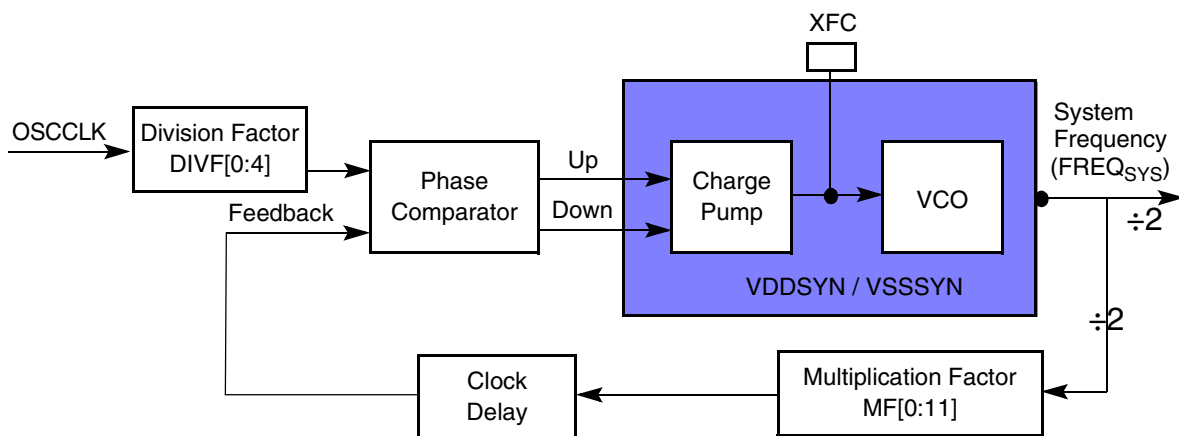 XFC
OSCCLK
Division Factor
DIVF[0:4]
Phase
Comparator
Up
Down
Charge
Pump
VCO
System
Frequency
(FREQSYS)
÷2
Feedback
VDDSYN / VSSSYN
÷2
Clock
Delay
Multiplication Factor
MF[0:11]